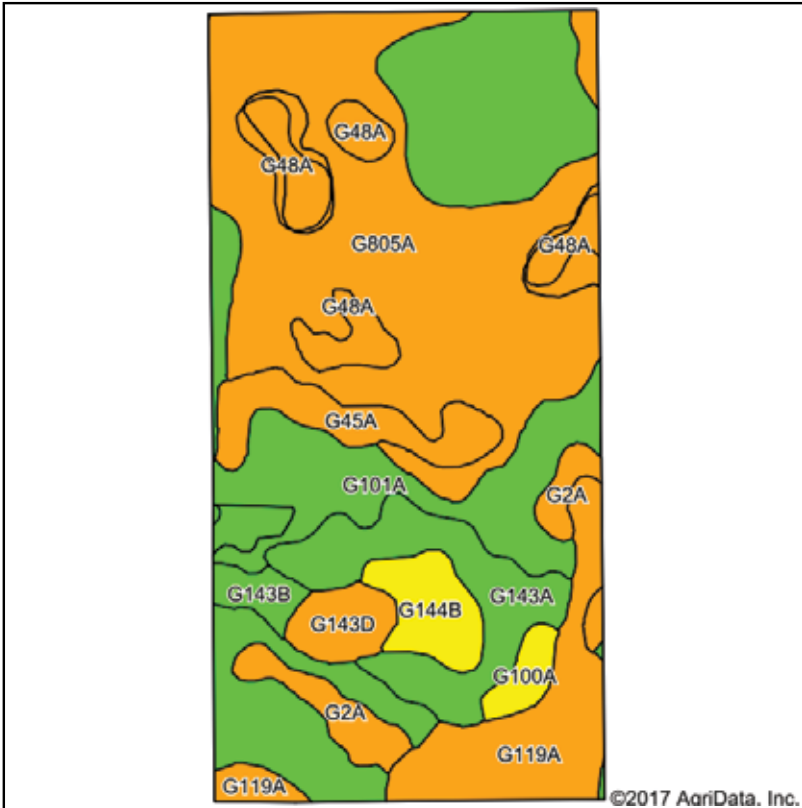 G48A
G48A
G805A
G48A
G48A
G45A
G101A
G2A
G143B
G144B
G143A
G143D
G100A
G2A
G119A
G119A
©2017 AgriData, Inc.